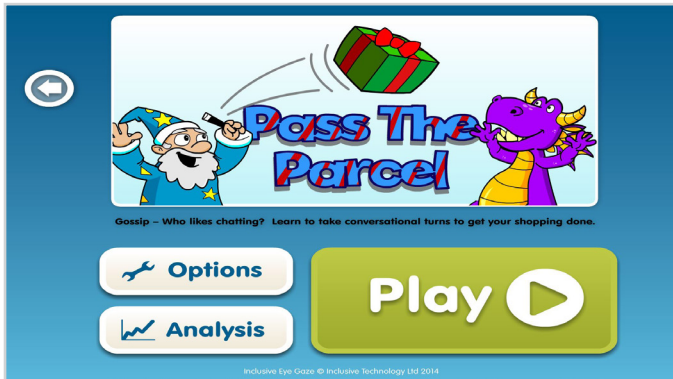 Pass The
Parcel
Gossip – Who likes chatting? Learn to take conversational turns to get your shopping done.
Options
Play
Analysis
Inclusive Eye Gaze © Inclusive Technology Ltd 2014